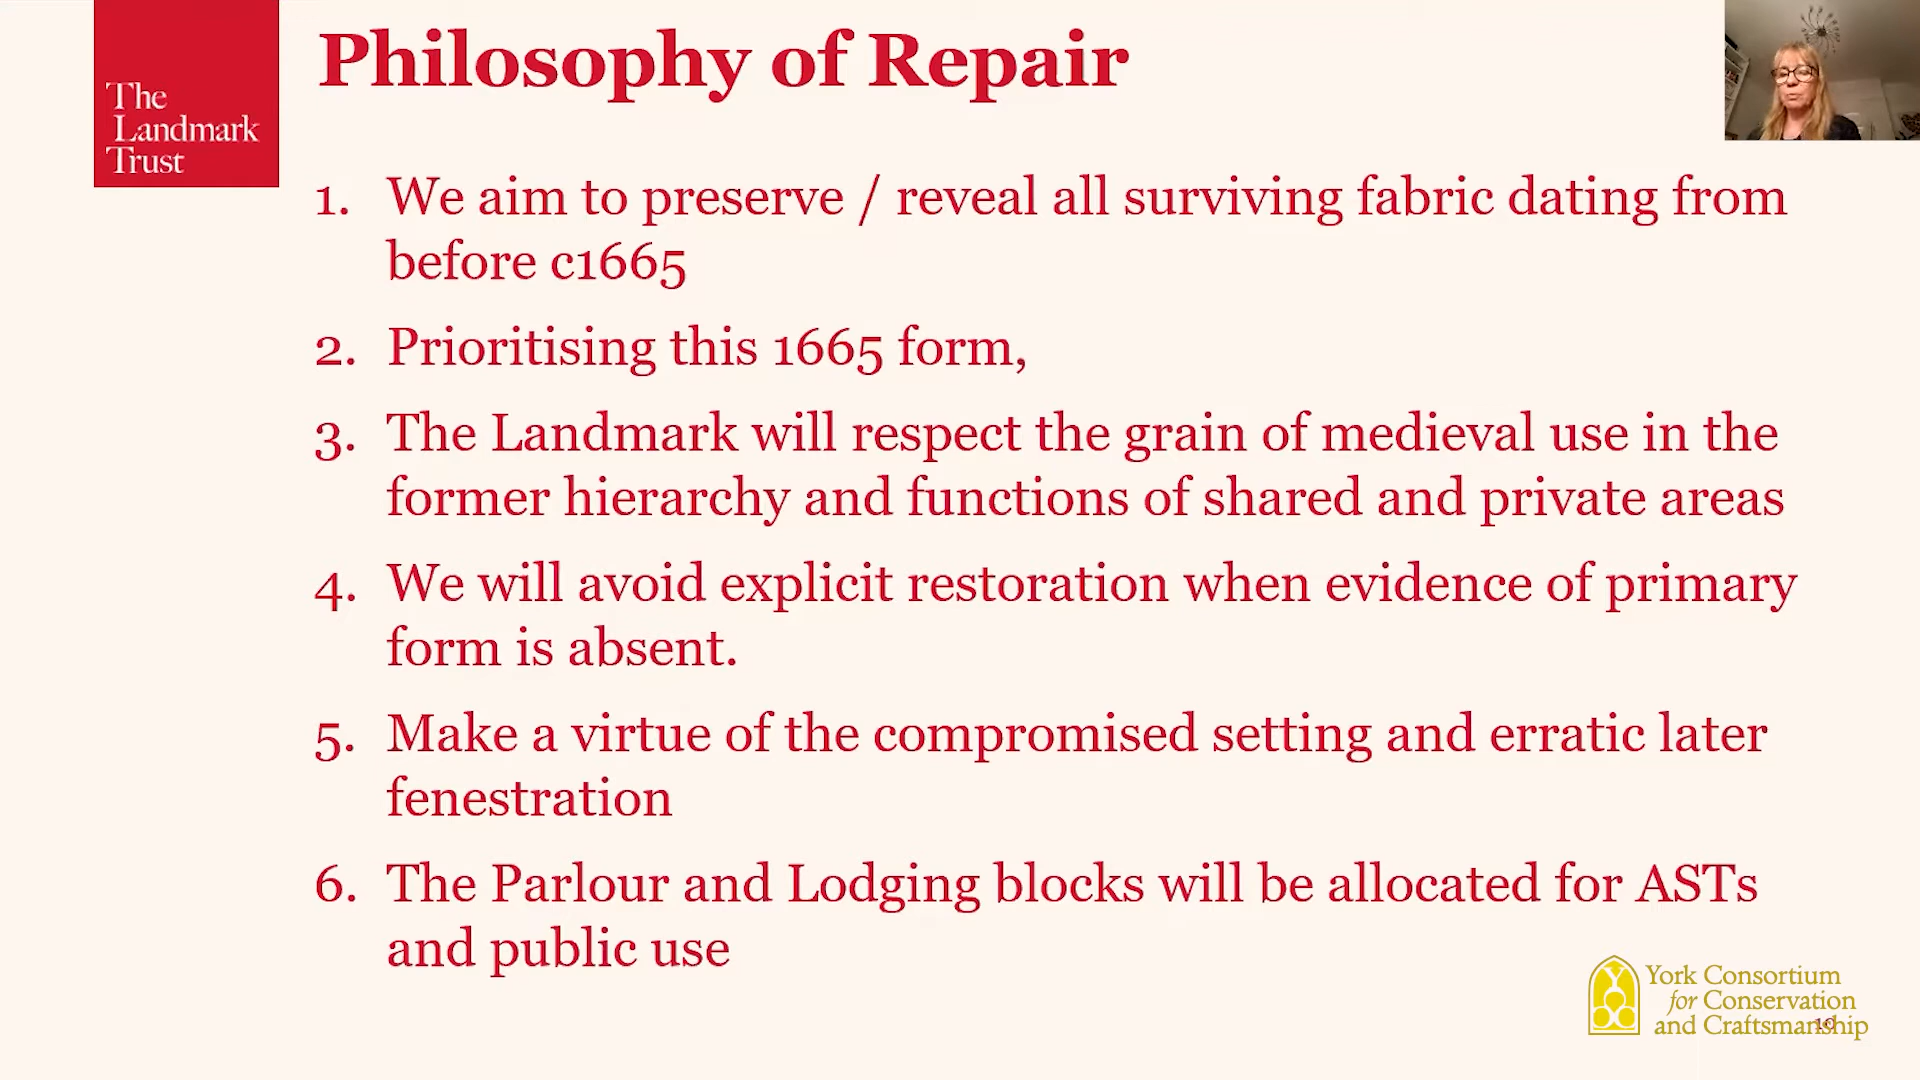 The
Landmark
Trust
Philosophy of Repair
1. We aim to preserve / reveal all surviving fabric dating from
before c1665
2. Prioritising this 1665 form,
3. The Landmark will respect the grain of medieval use in the
former hierarchy and functions of shared and private areas
4. We will avoid explicit restoration when evidence of primary
form is absent.
5. Make a virtue of the compromised setting and erratic later
fenestration
6. The Parlour and Lodging blocks will be allocated for ASTs
and public use
York Consortium
for Conservation
and Craftsmanship
10